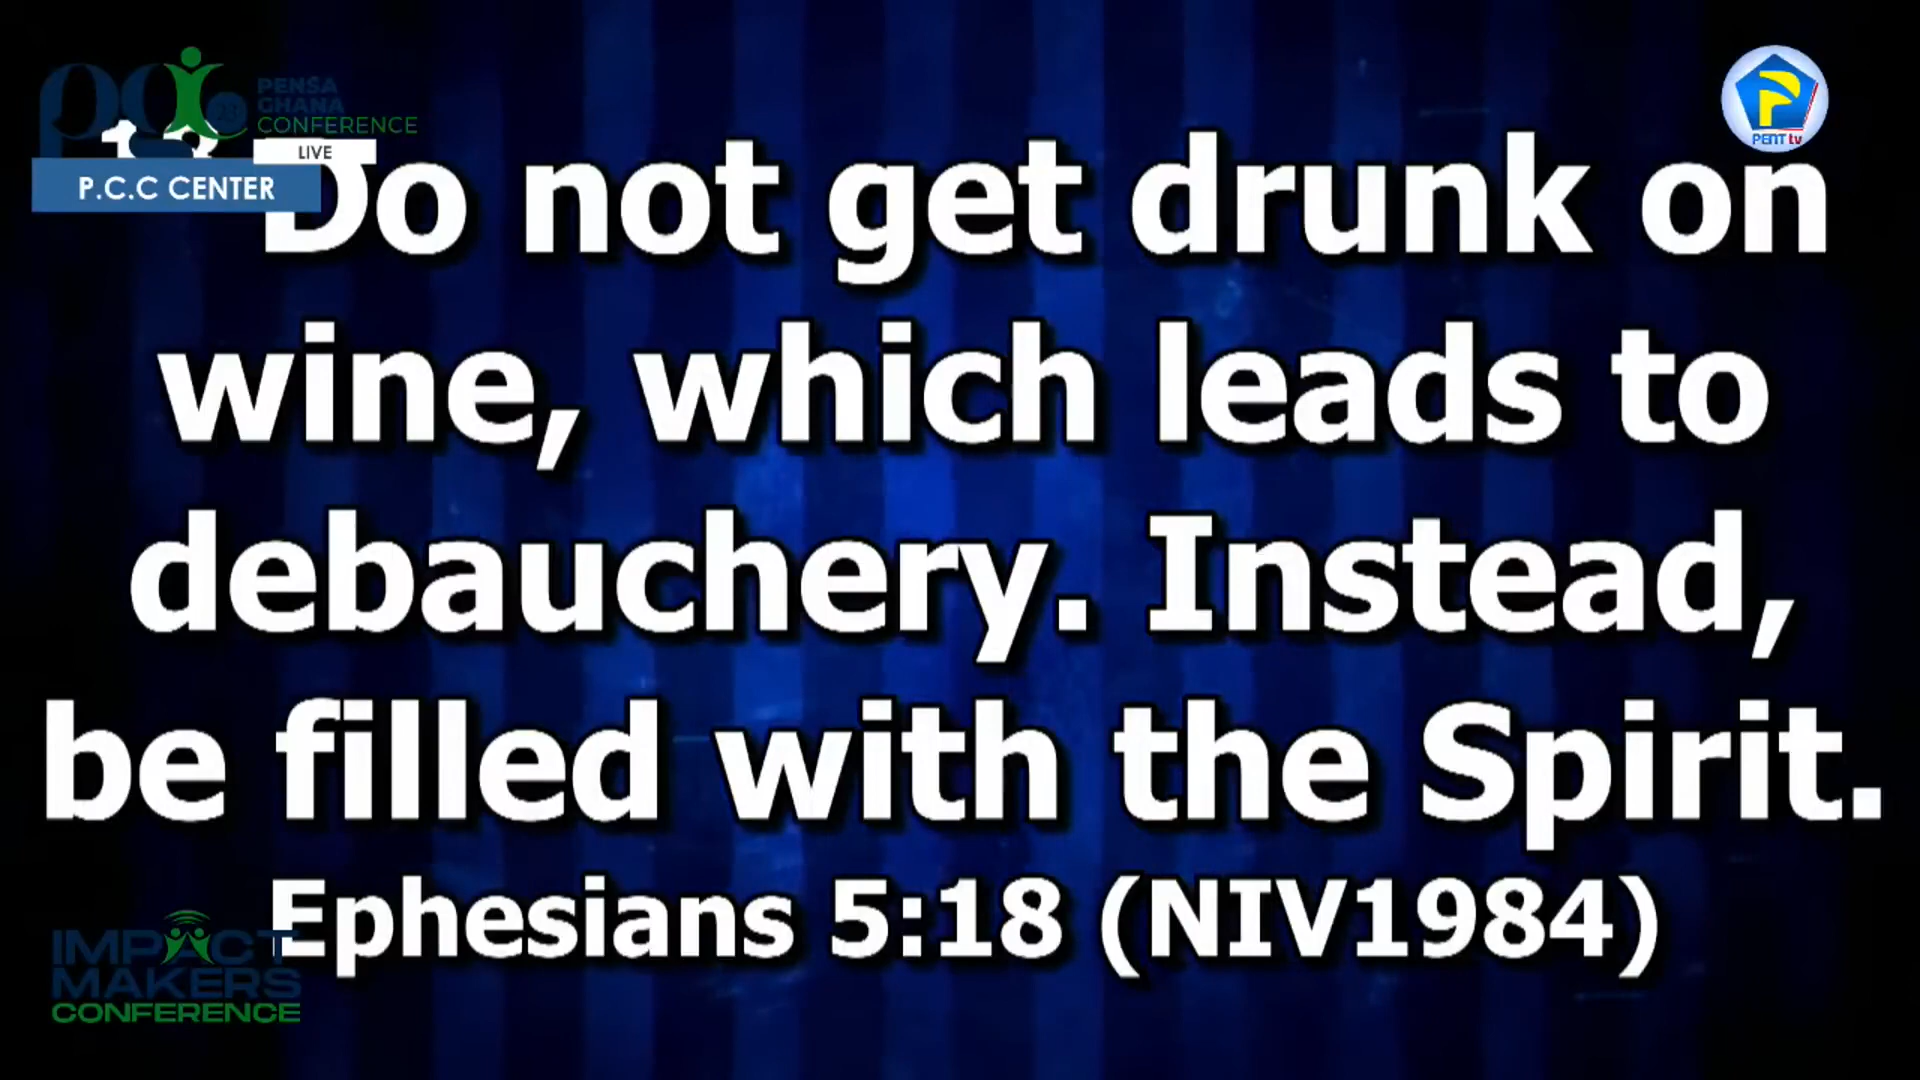 PENSA
GHANA
CONFERENCE
LIVE
P.C.C CENTER
PENT tv
18 Do not get drunk on
wine, which leads to
debauchery. Instead,
be filled with the Spirit.
Ephesians 5:18 (NIV1984)
IMPACT
MAKERS
CONFERENCE